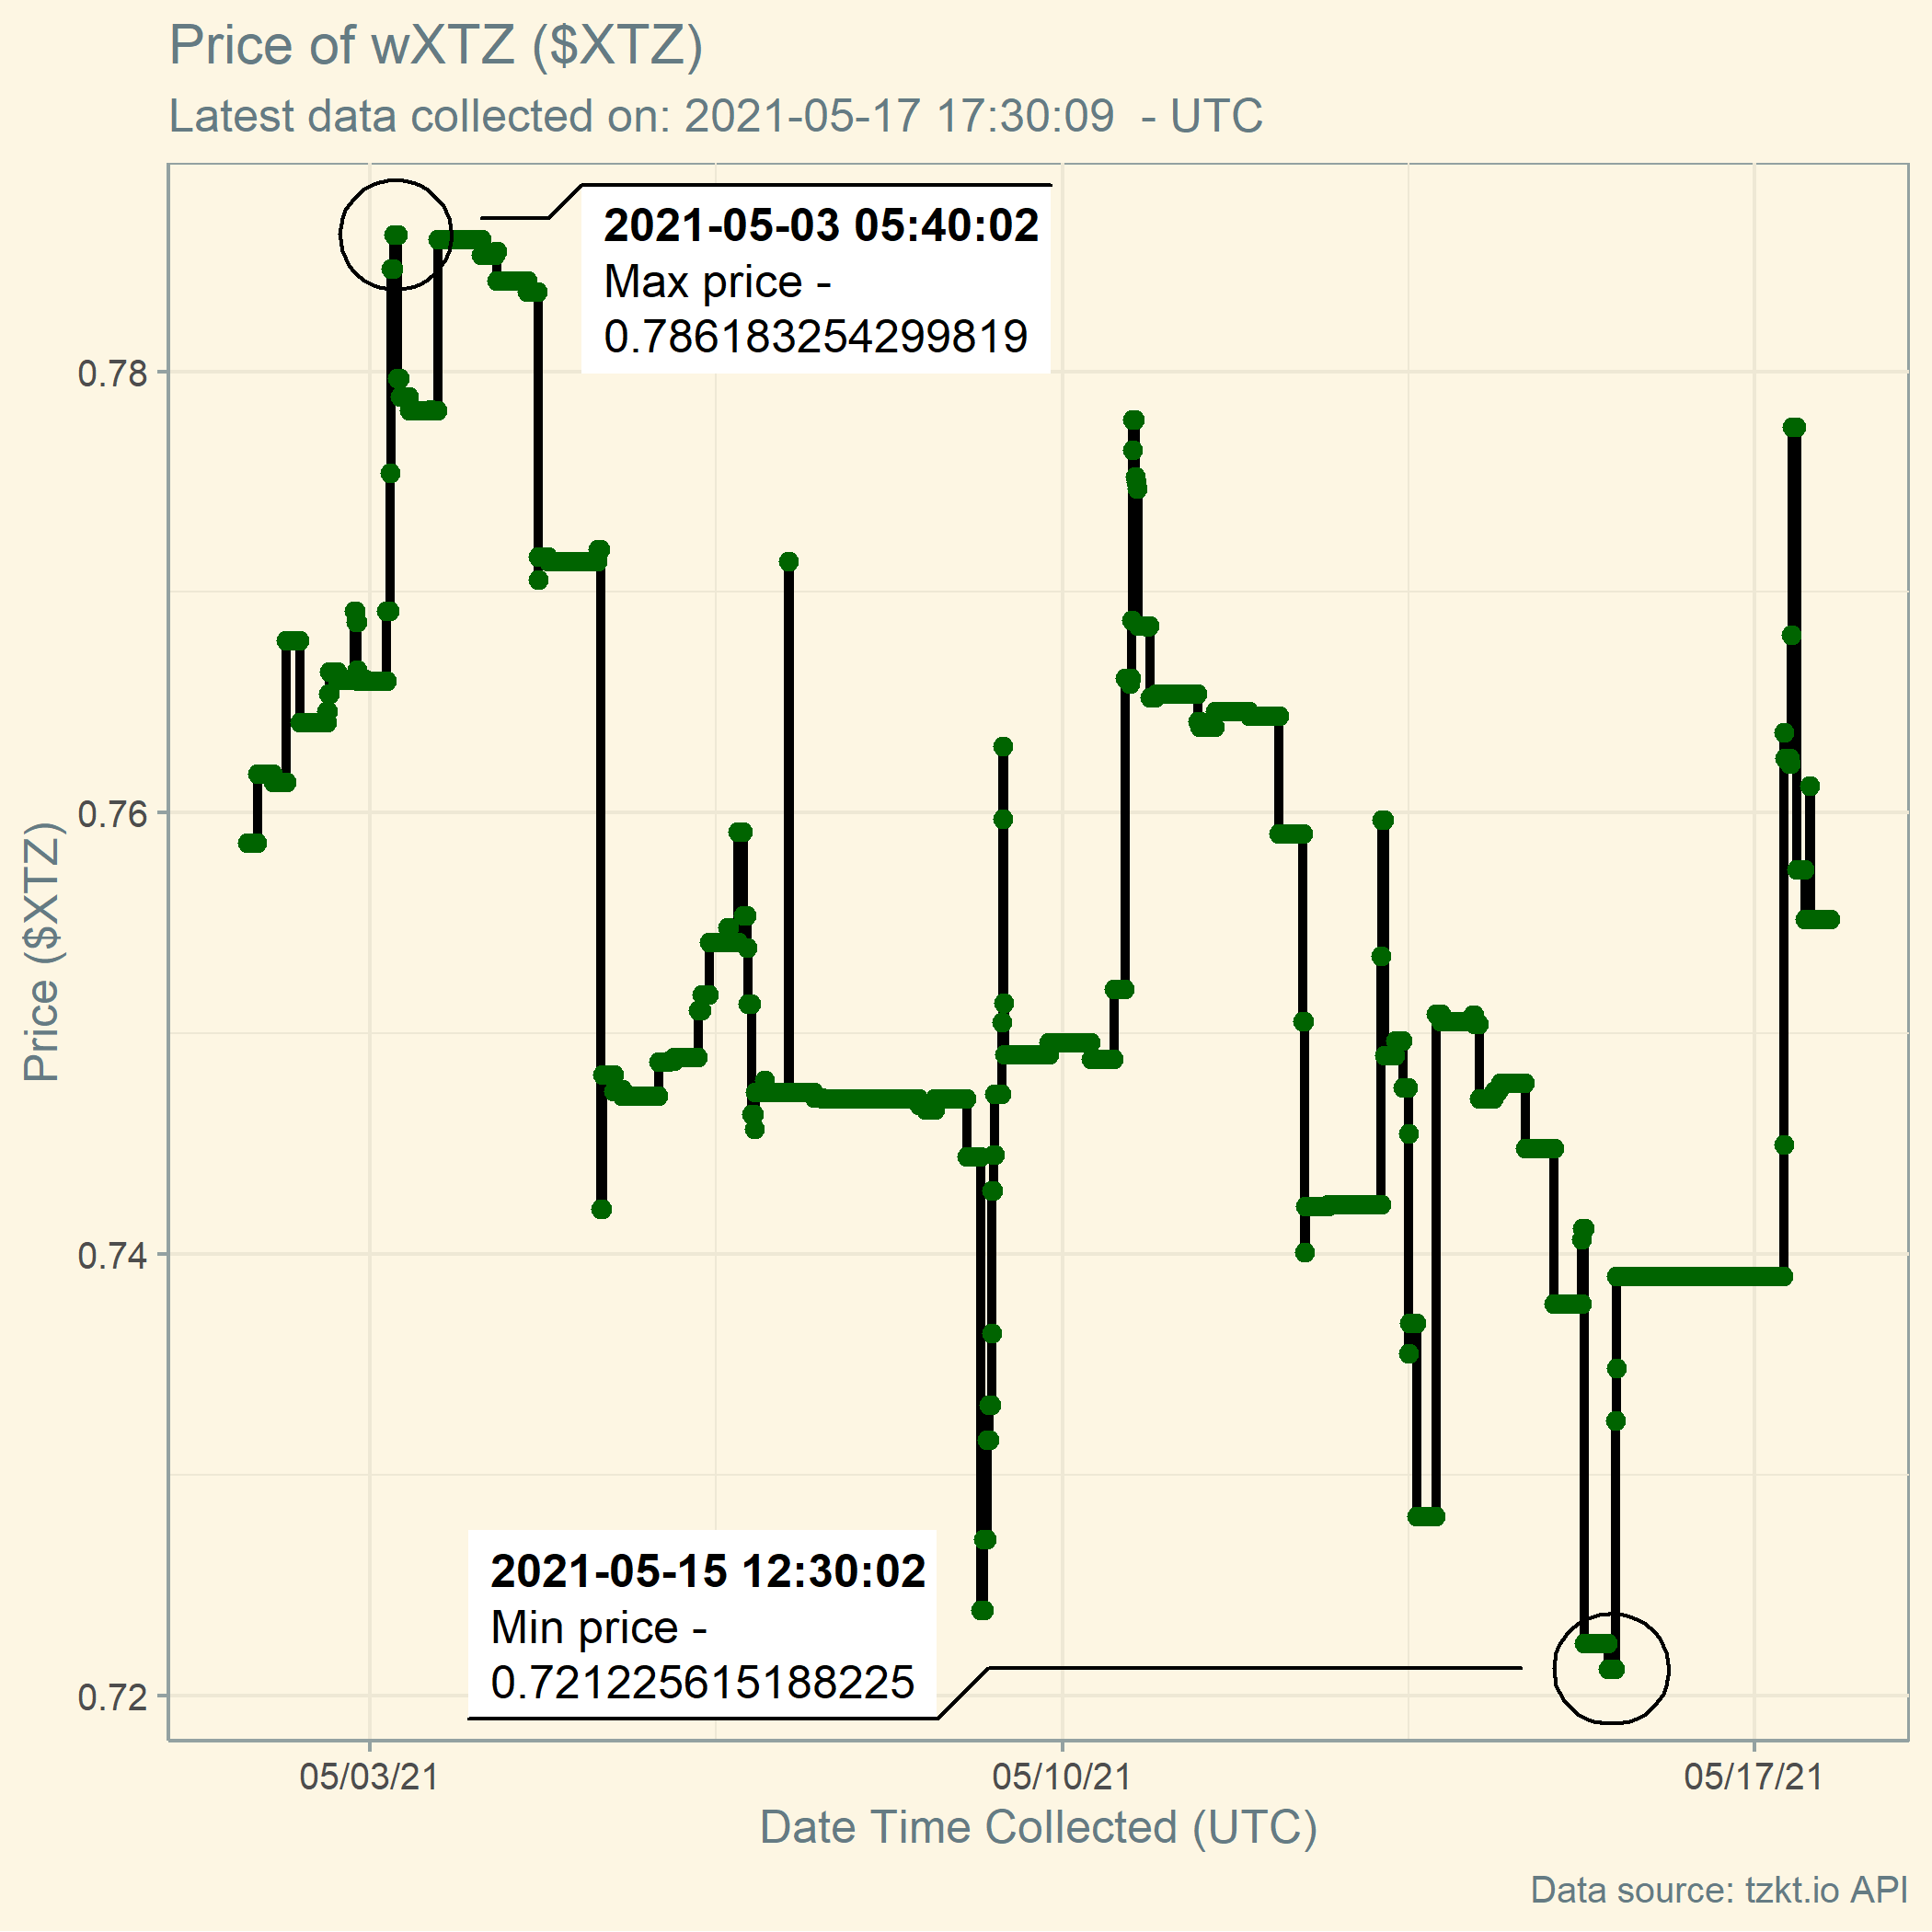 Price of wXTZ ($XTZ)
Latest data collected on: 2021-05-17 17:30:09  - UTC
2021-05-03 05:40:02
Max price -
0.786183254299819
0.78
0.76
0.74
0.72
Price ($XTZ)
2021-05-15 12:30:02
Min price -
0.721225615188225
05/03/21
05/10/21
05/17/21
Date Time Collected (UTC)
Data source: tzkt.io API